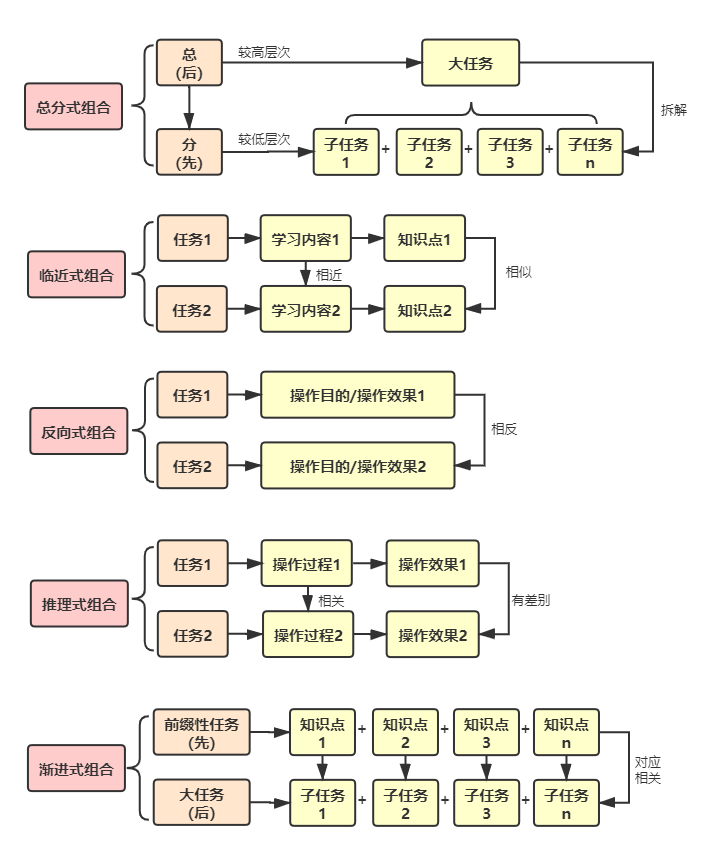 总分式组合
总
(后)
较高层次
大任务
拆解
分
(先)
较低层次
子任务
1
+
子任务
2
+
子任务
3
+
子任务
n
临近式组合
任务1
学习内容1
知识点1
相近
相似
任务2
学习内容2
知识点2
反向式组合
任务1
操作目的/操作效果1
相反
任务2
操作目的/操作效果2
推理式组合
任务1
操作过程1
操作效果1
相关
有差别
任务2
操作过程2
操作效果2
渐进式组合
前缀性任务
(先)
知识点
1
+
知识点
2
+
知识点
3
+
知识点
n
对应
相关
大任务
(后)
子任务
1
+
子任务
2
+
子任务
3
+
子任务
n